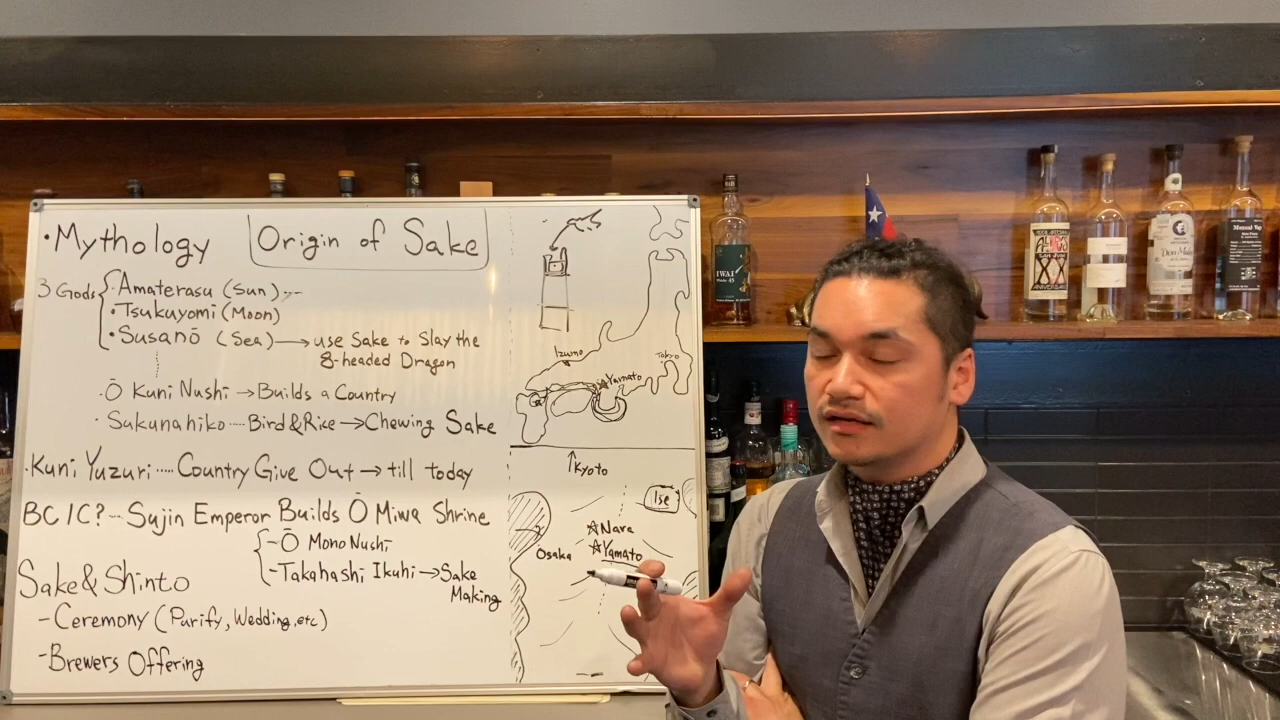 · Mythology
Origin of Sake
3 Gods
· Amaterasu (Sun)...
· Tsukuyomi (Moon)
· Susanō (Sea) → use Sake to Slay the
8-headed Dragon
· Ō Kuni Nushi → Builds a Country
· Sukunahiko .... Bird & Rice → Chewing Sake
· Kuni Yuzuri ..... Country Give Out → till today
BC 1C? ... Sujin Emperor Builds Ō Miwa Shrine
- Ō Mono Nushi
- Takahashi Ikuhi → Sake
Making
Sake & Shinto
- Ceremony (Purify, Wedding, etc)
- Brewers Offering
Izumo
Tokyo
☆ Yamato
↑ Kyoto
Ise
☆ Nara
Osaka
☆ Yamato
IWAI
45